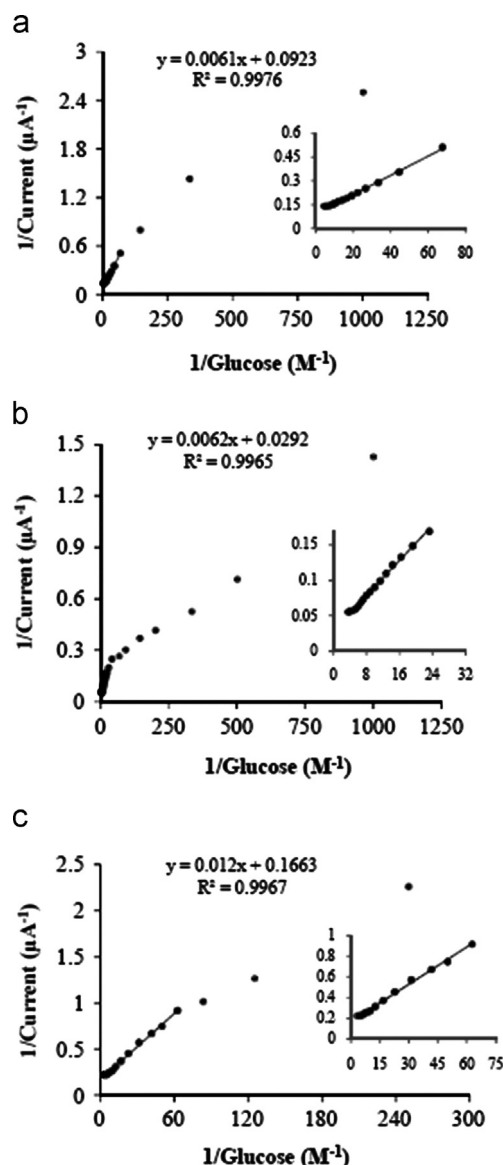 a
y = 0.0061x + 0.0923
R² = 0.9976
3
2.4
1.8
1.2
0.6
0
1/Current (µA⁻¹)
0.6
0.45
0.3
0.15
0
0 20 40 60 80
0 250 500 750 1000 1250
1/Glucose (M⁻¹)
b
y = 0.0062x + 0.0292
R² = 0.9965
1.5
1.2
0.9
0.6
0.3
0
1/Current (µA⁻¹)
0.15
0.1
0.05
0
0 8 16 24 32
0 250 500 750 1000 1250
1/Glucose (M⁻¹)
c
y = 0.012x + 0.1663
R² = 0.9967
2.5
2
1.5
1
0.5
0
1/Current (µA⁻¹)
1
0.8
0.6
0.4
0.2
0
0 15 30 45 60 75
0 60 120 180 240 300
1/Glucose (M⁻¹)